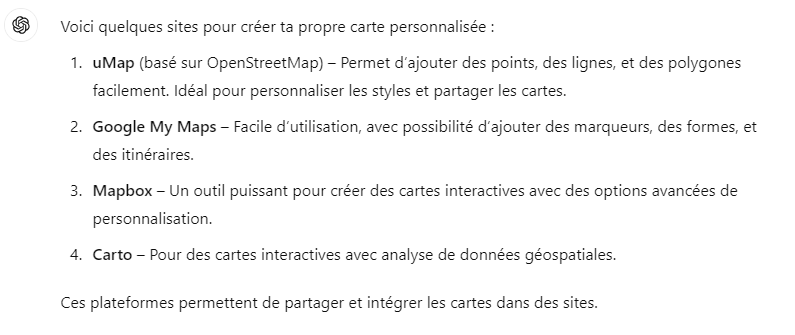 Voici quelques sites pour créer ta propre carte personnalisée :
1. uMap (basé sur OpenStreetMap) – Permet d'ajouter des points, des lignes, et des polygones
facilement. Idéal pour personnaliser les styles et partager les cartes.
2. Google My Maps – Facile d'utilisation, avec possibilité d'ajouter des marqueurs, des formes, et
des itinéraires.
3. Mapbox – Un outil puissant pour créer des cartes interactives avec des options avancées de
personnalisation.
4. Carto – Pour des cartes interactives avec analyse de données géospatiales.
Ces plateformes permettent de partager et intégrer les cartes dans des sites.